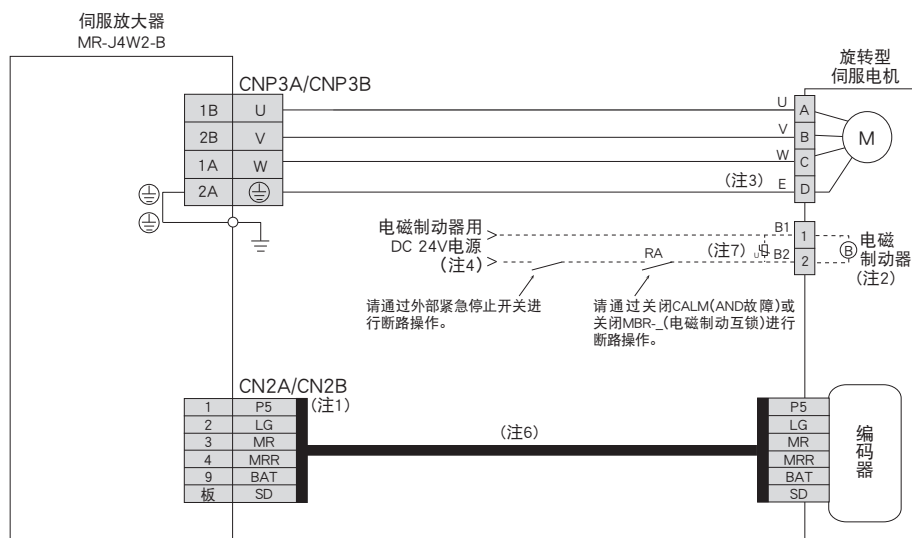 伺服放大器
MR-J4W2-B
旋转型
伺服电机
CNP3A/CNP3B
1B U
2B V
1A W
2A
U A
V B
W C
(注3) E D
M
电磁制动器用
DC 24V电源
(注4)
RA
(注7)
U
B1 1
B2 2
B
电磁
制动器
(注2)
请通过外部紧急停止开关进
行断路操作。
请通过关闭CALM(AND故障)或
关闭MBR-_(电磁制动互锁)进行
断路操作。
CN2A/CN2B
(注1)
1 P5
2 LG
3 MR
4 MRR
9 BAT
板 SD
(注6)
P5
LG
MR
MRR
BAT
SD
编
码
器